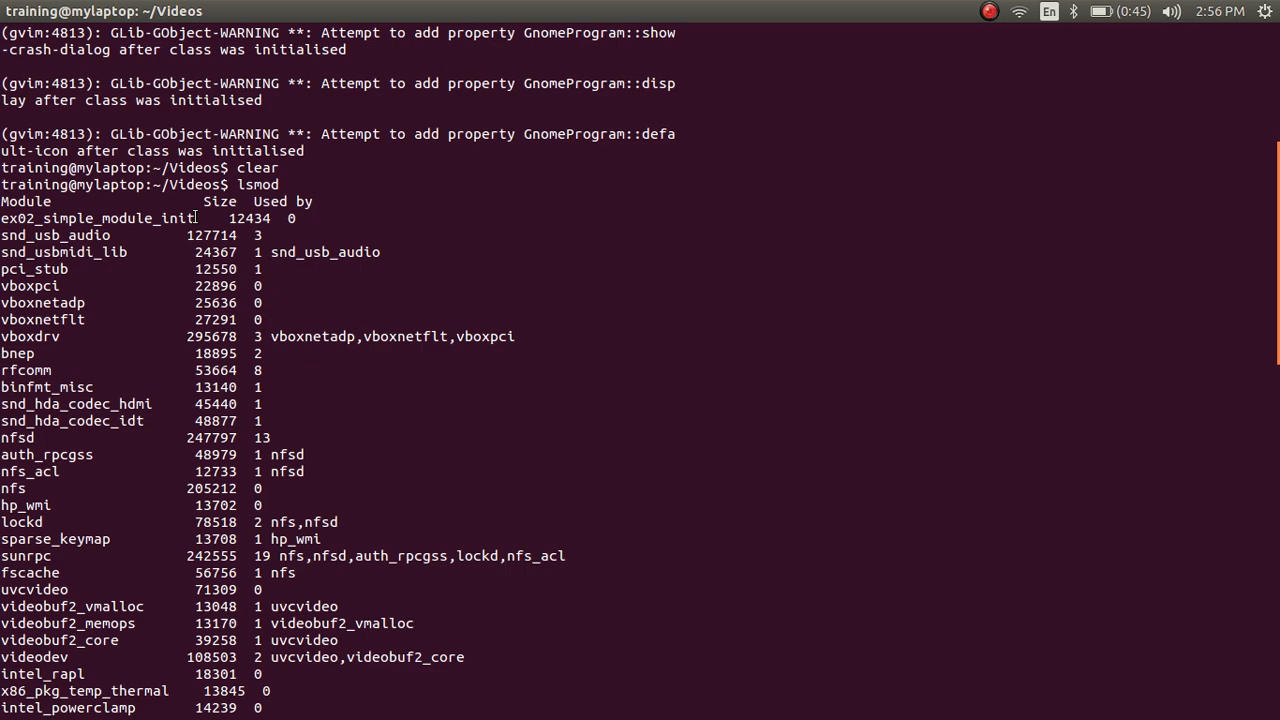 training@mylaptop: ~/Videos En (0:45) 2:56 PM
(gvim:4813): GLib-GObject-WARNING **: Attempt to add property GnomeProgram::show
-crash-dialog after class was initialised
(gvim:4813): GLib-GObject-WARNING **: Attempt to add property GnomeProgram::disp
lay after class was initialised
(gvim:4813): GLib-GObject-WARNING **: Attempt to add property GnomeProgram::defa
ult-icon after class was initialised
training@mylaptop:~/Videos$ clear
training@mylaptop:~/Videos$ lsmod
Module Size Used by
ex02_simple_module_init 12434 0
snd_usb_audio 127714 3
snd_usbmidi_lib 24367 1 snd_usb_audio
pci_stub 12550 1
vboxpci 22896 0
vboxnetadp 25636 0
vboxnetflt 27291 0
vboxdrv 295678 3 vboxnetadp,vboxnetflt,vboxpci
bnep 18895 2
rfcomm 53664 8
binfmt_misc 13140 1
snd_hda_codec_hdmi 45440 1
snd_hda_codec_idt 48877 1
nfsd 247797 13
auth_rpcgss 48979 1 nfsd
nfs_acl 12733 1 nfsd
nfs 205212 0
hp_wmi 13702 0
lockd 78518 2 nfs,nfsd
sparse_keymap 13708 1 hp_wmi
sunrpc 242555 19 nfs,nfsd,auth_rpcgss,lockd,nfs_acl
fscache 56756 1 nfs
uvcvideo 71309 0
videobuf2_vmalloc 13048 1 uvcvideo
videobuf2_memops 13170 1 videobuf2_vmalloc
videobuf2_core 39258 1 uvcvideo
videodev 108503 2 uvcvideo,videobuf2_core
intel_rapl 18301 0
x86_pkg_temp_thermal 13845 0
intel_powerclamp 14239 0